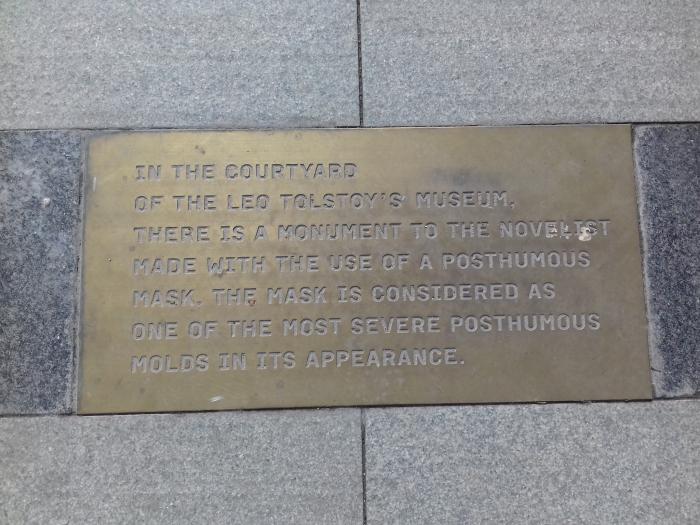 IN THE COURTYARD
OF THE LEO TOLSTOY'S MUSEUM,
THERE IS A MONUMENT TO THE NOVELIST
MADE WITH THE USE OF A POSTHUMOUS
MASK. THE MASK IS CONSIDERED AS
ONE OF THE MOST SEVERE POSTHUMOUS
MOLDS IN ITS APPEARANCE.